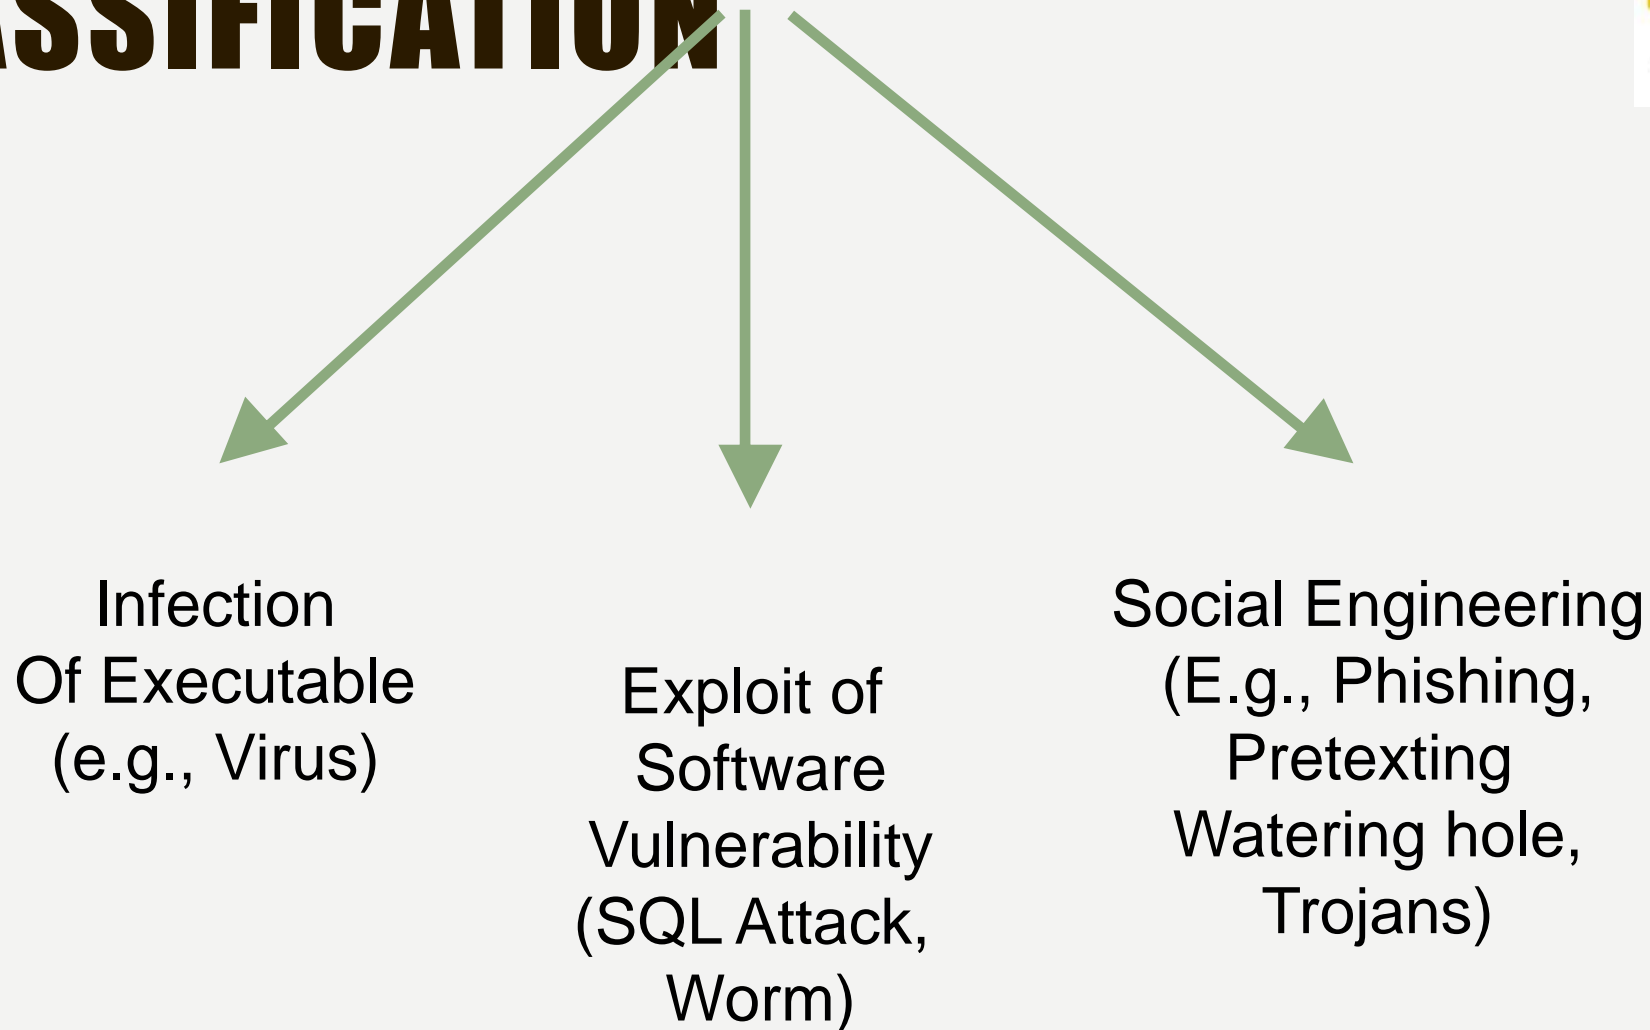 ASSIFICATION
Infection
Of Executable
(e.g., Virus)
Exploit of
Software
Vulnerability
(SQL Attack,
Worm)
Social Engineering
(E.g., Phishing,
Pretexting
Watering hole,
Trojans)